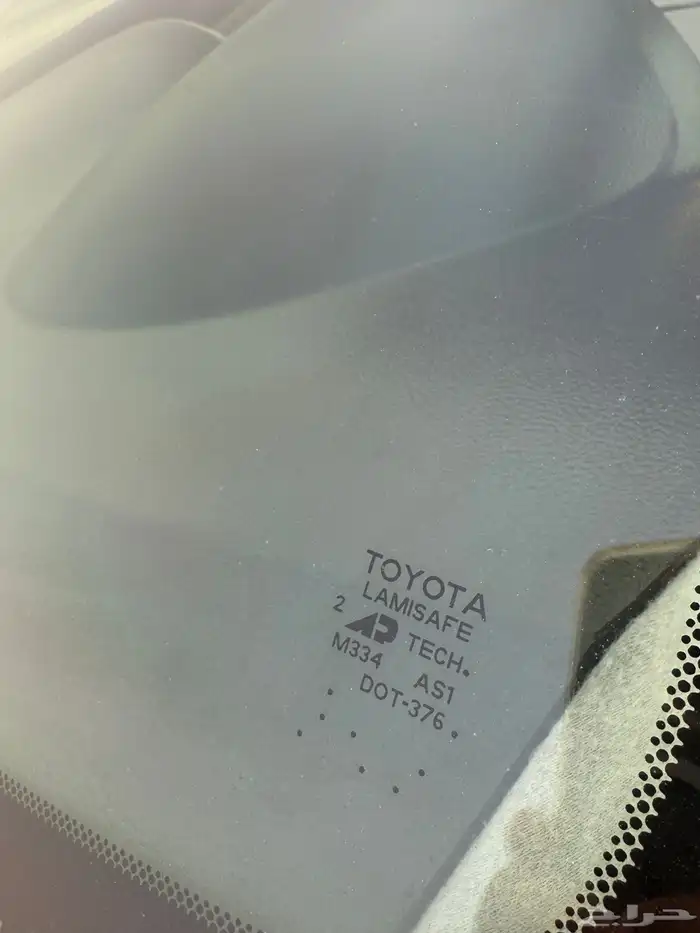 TOYOTA
LAMISAFE
2 AP TECH.
M334 AS1
DOT-376
حراج